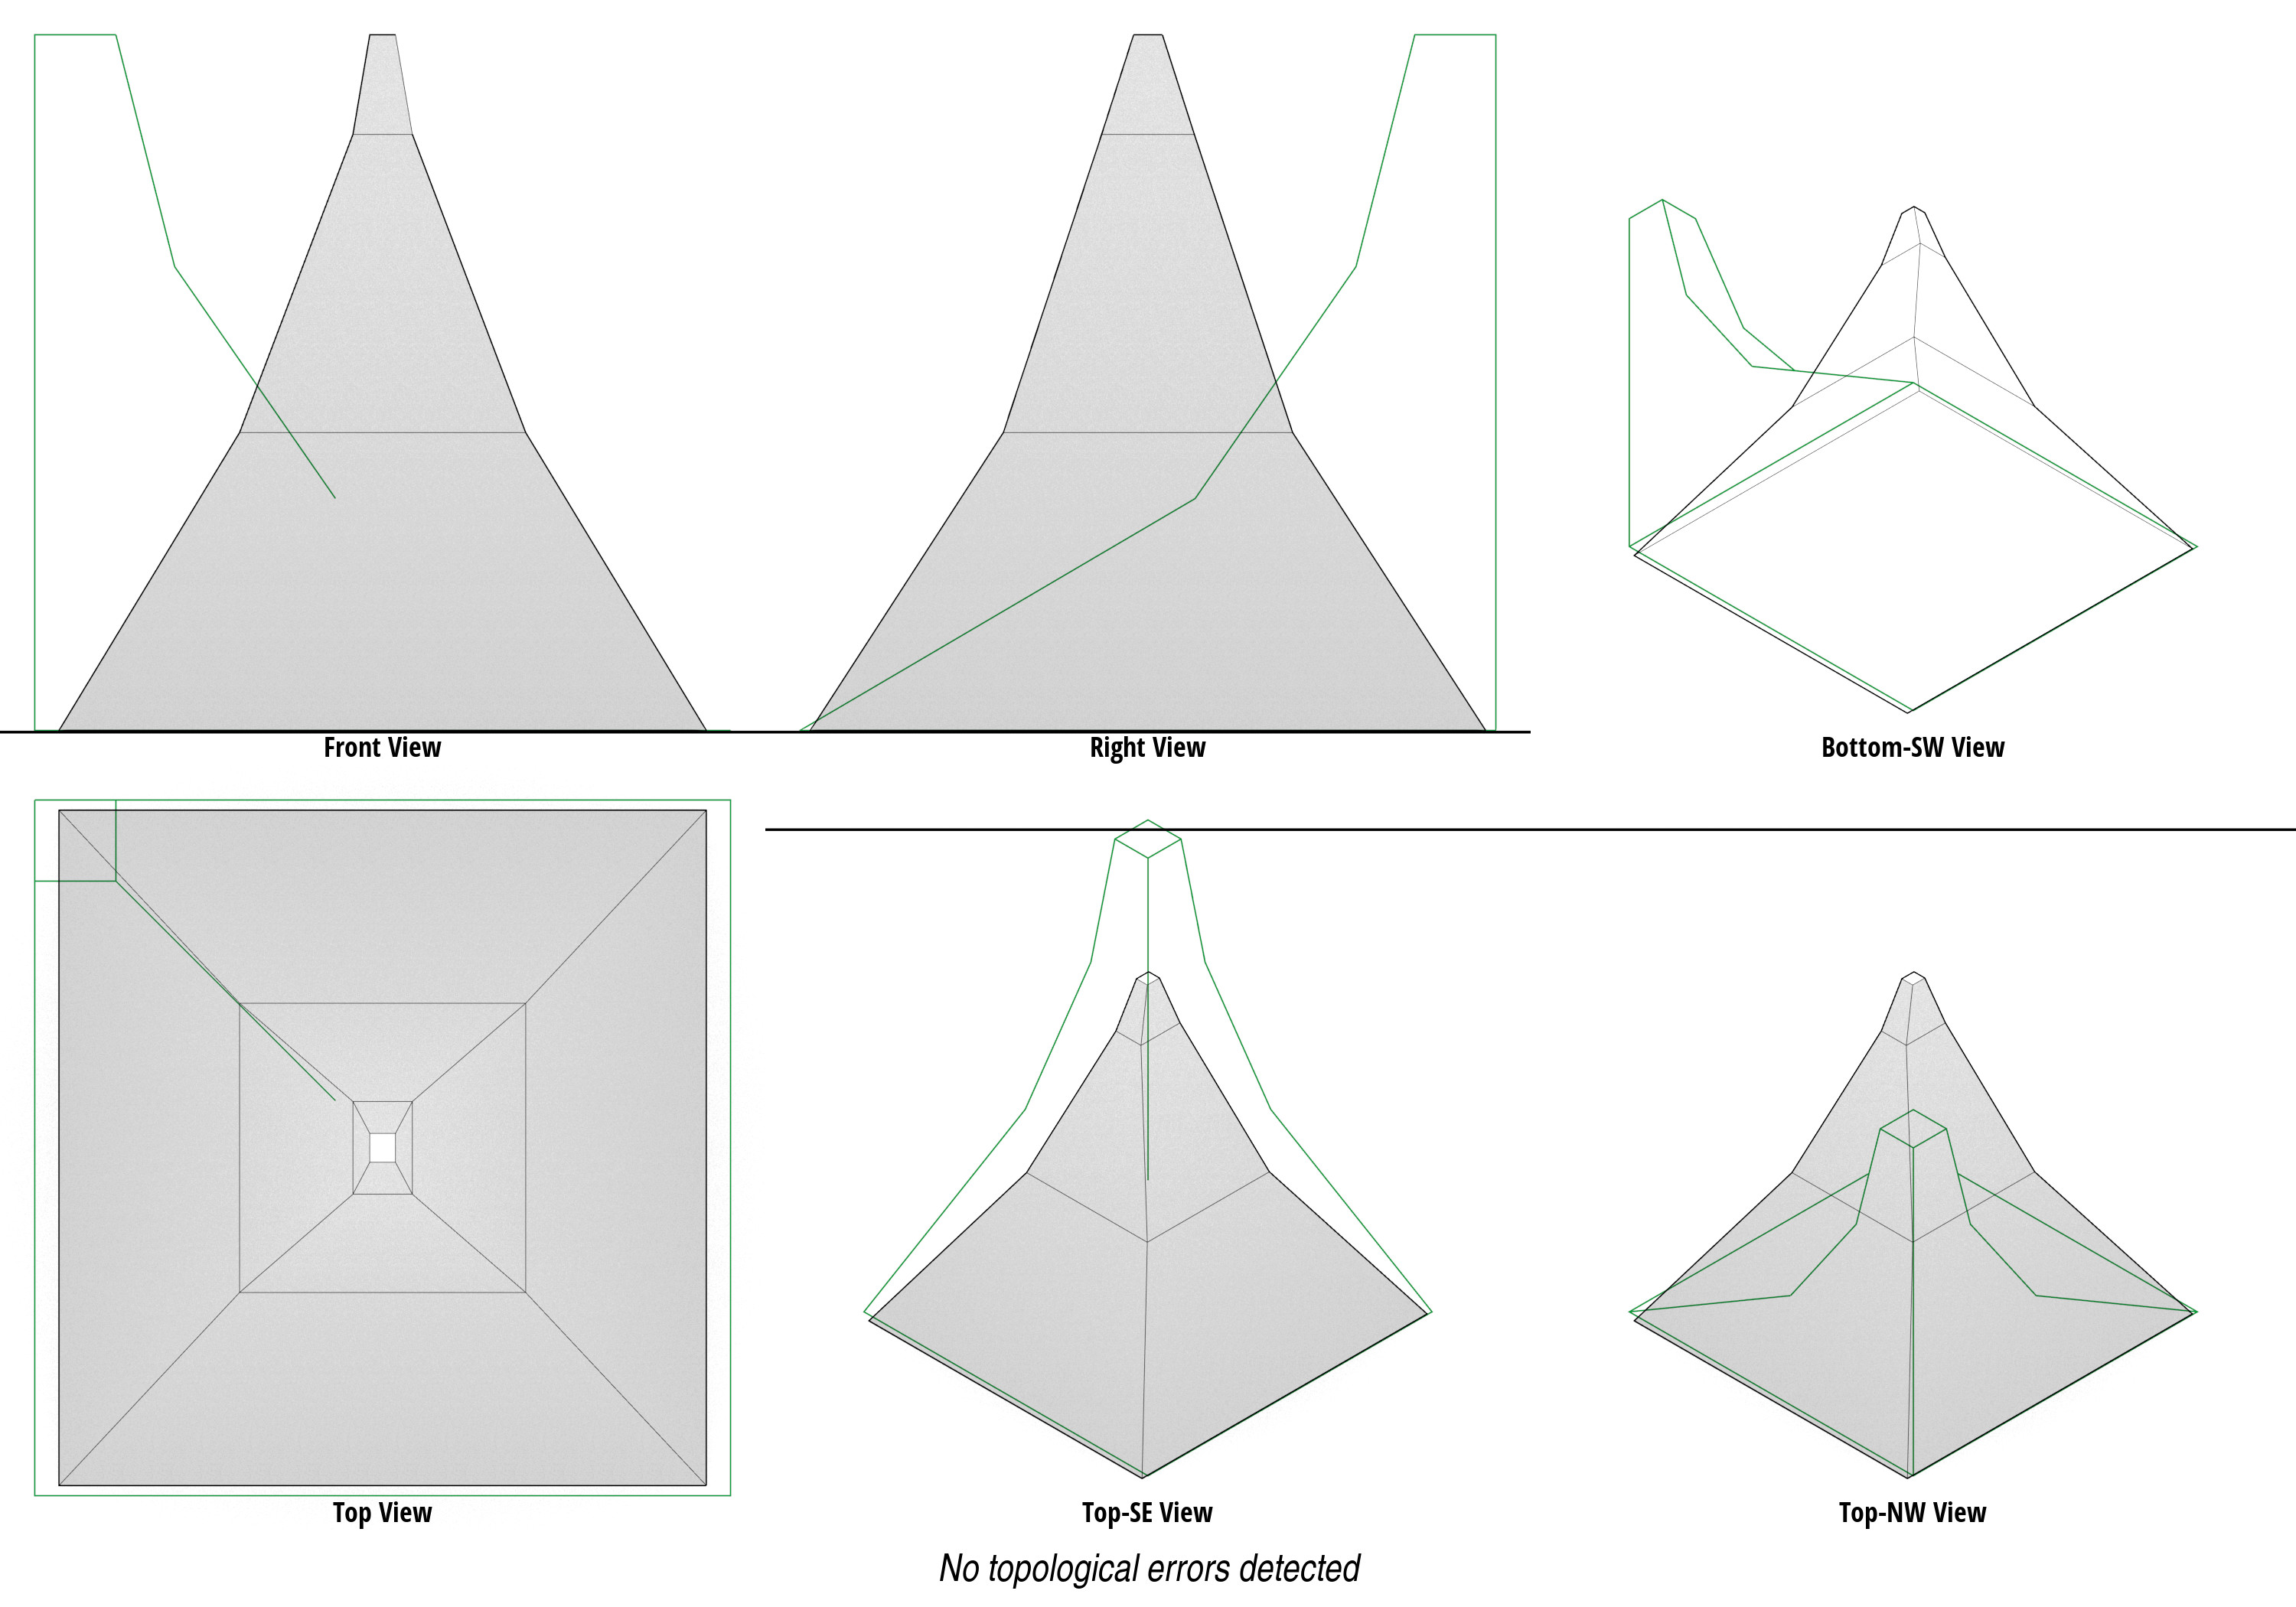 Front View
Right View
Bottom-SW View
Top View
Top-SE View
Top-NW View
No topological errors detected